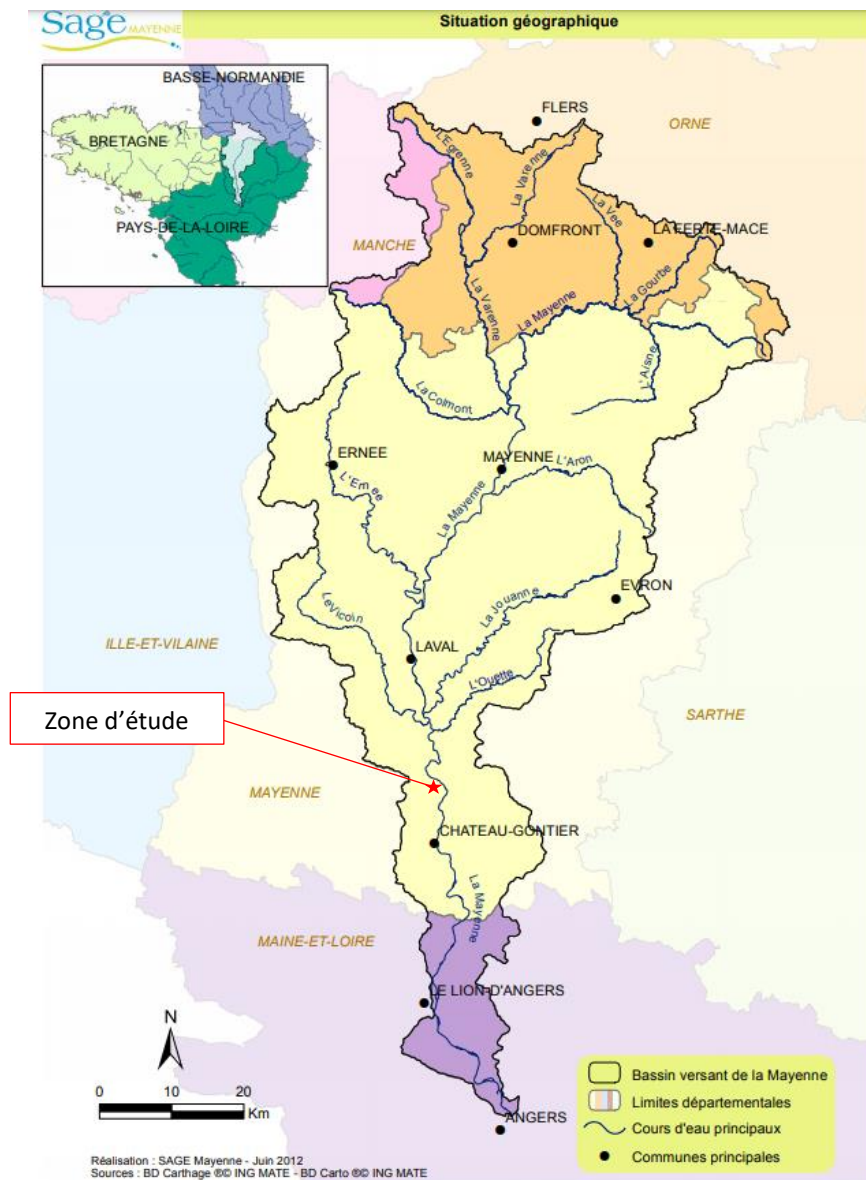 Sage MAYENNE
Situation géographique
BASSE-NORMANDIE
BRETAGNE
PAYS-DE-LA-LOIRE
FLERS
ORNE
L'Egrenne
La Varenne
La Vee
MANCHE
DOMFRONT
LA FERTE-MACE
La Gourbe
La Varenne
La Mayenne
L'Aisne
La Colmont
ERNEE
MAYENNE
L'Aron
L'Ernee
La Mayenne
EVRON
Le Vicoin
La Jouanne
ILLE-ET-VILAINE
LAVAL
L'Ouette
Zone d'étude
SARTHE
MAYENNE
CHATEAU-GONTIER
La Mayenne
MAINE-ET-LOIRE
LE LION-D'ANGERS
N
0 10 20
Km
ANGERS
Bassin versant de la Mayenne
Limites départementales
Cours d'eau principaux
Communes principales
Réalisation : SAGE Mayenne - Juin 2012
Sources : BD Carthage ®© ING MATE - BD Carto ®© ING MATE